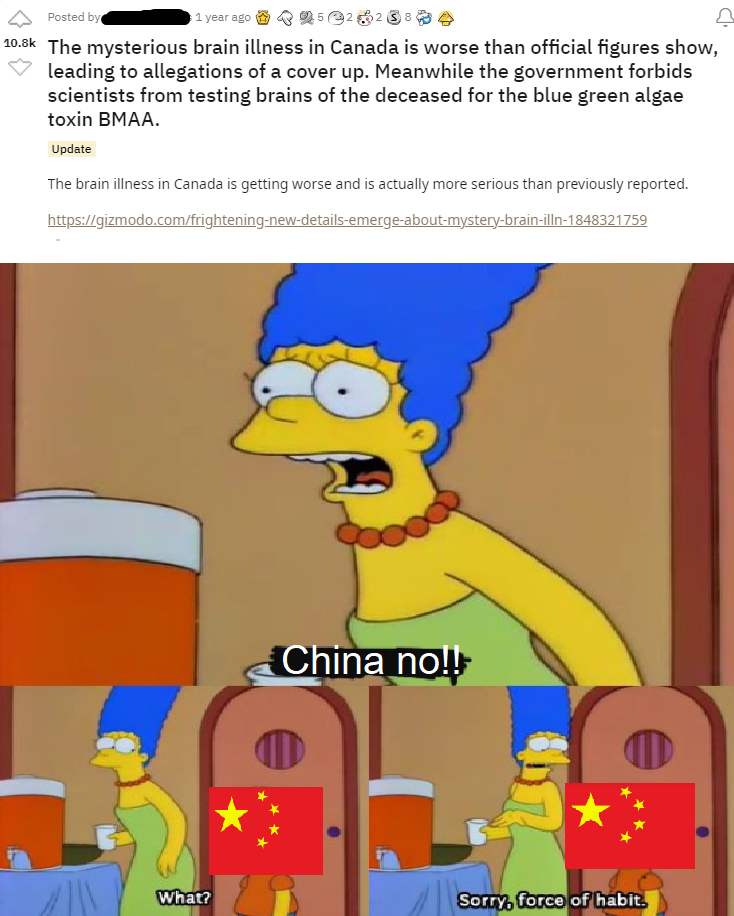 Posted by 1 year ago 5 2 2 8
10.8k
The mysterious brain illness in Canada is worse than official figures show,
leading to allegations of a cover up. Meanwhile the government forbids
scientists from testing brains of the deceased for the blue green algae
toxin BMAA.
Update
The brain illness in Canada is getting worse and is actually more serious than previously reported.
https://gizmodo.com/frightening-new-details-emerge-about-mystery-brain-illn-1848321759
China no!!
What?
Sorry, force of habit.